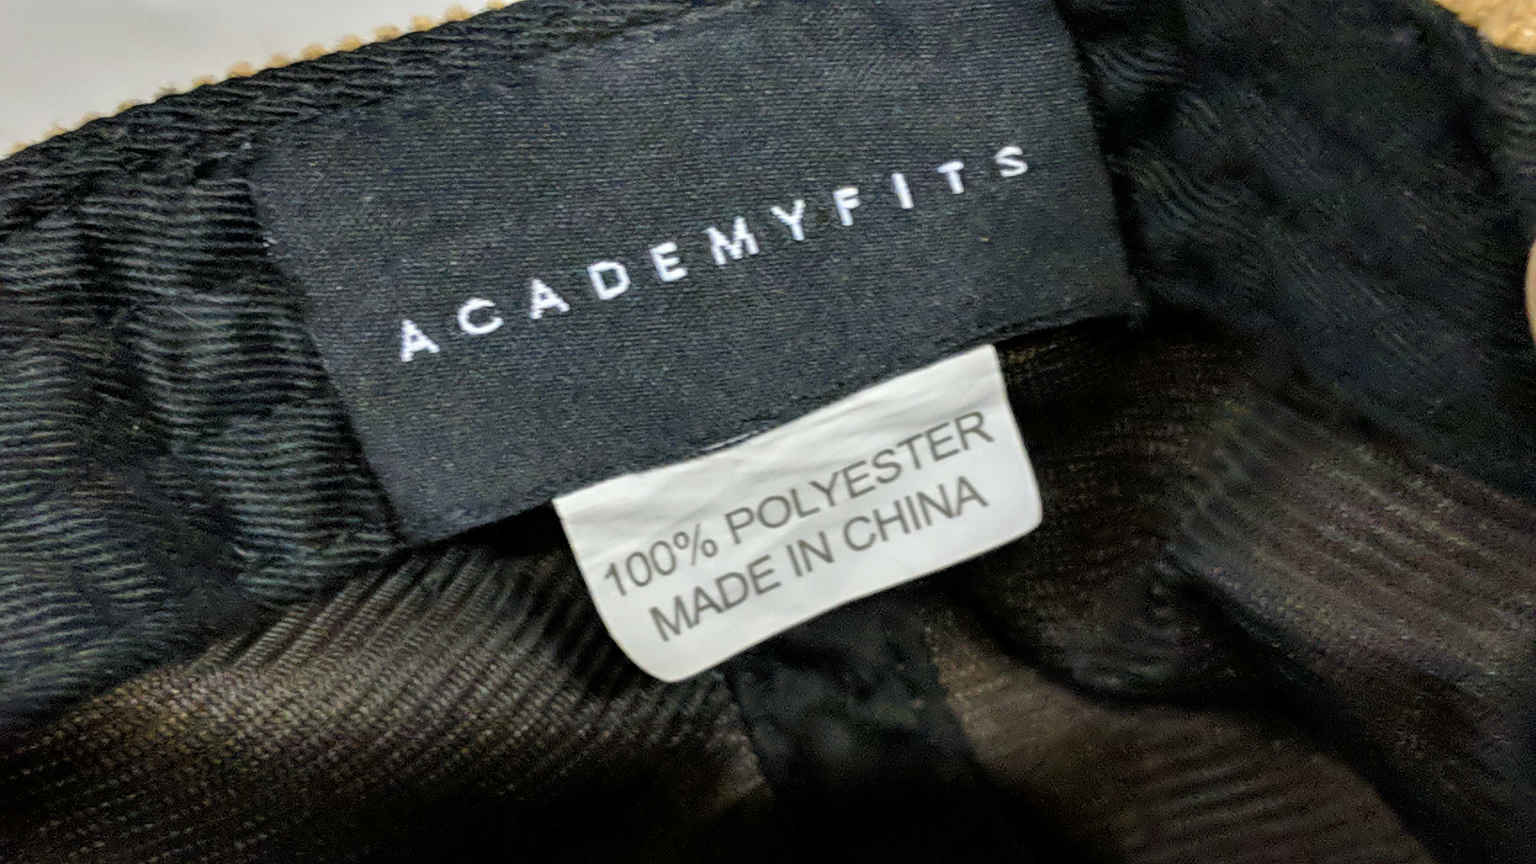 ACADEMYFITS
100% POLYESTER
MADE IN CHINA